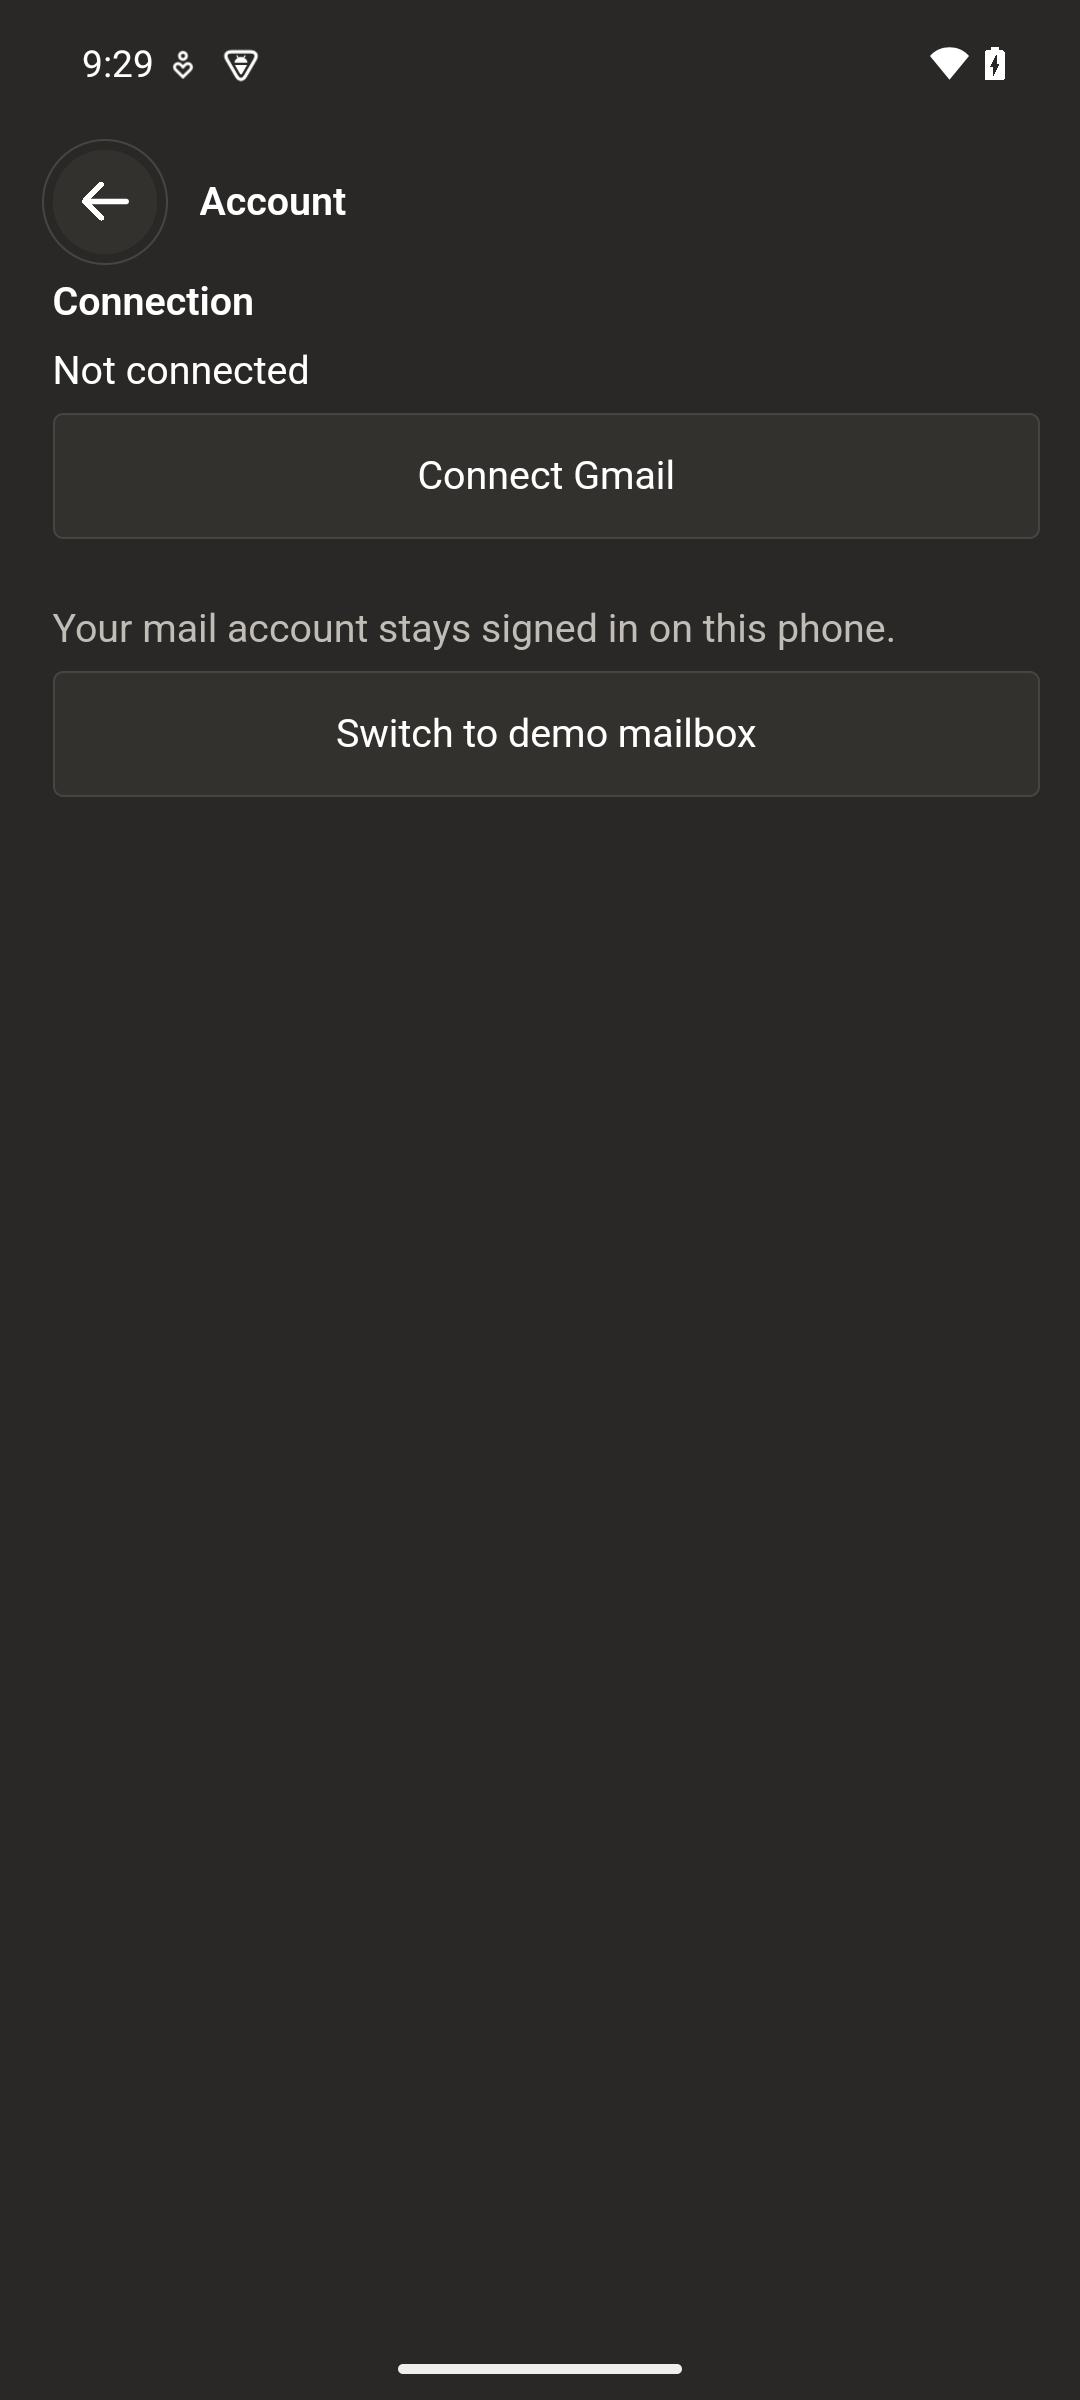 9:29
Account
Connection
Not connected
Connect Gmail
Your mail account stays signed in on this phone.
Switch to demo mailbox